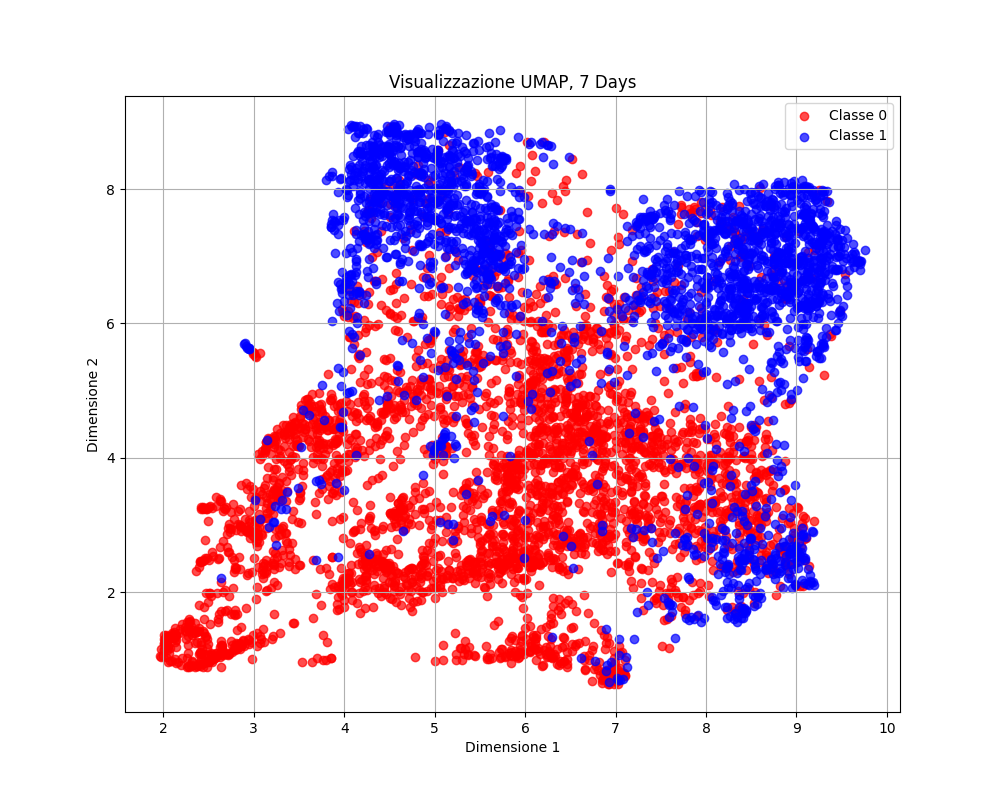 Visualizzazione UMAP, 7 Days
Classe 0
Classe 1
8
6
4
2
Dimensione 2
2 3 4 5 6 7 8 9 10
Dimensione 1